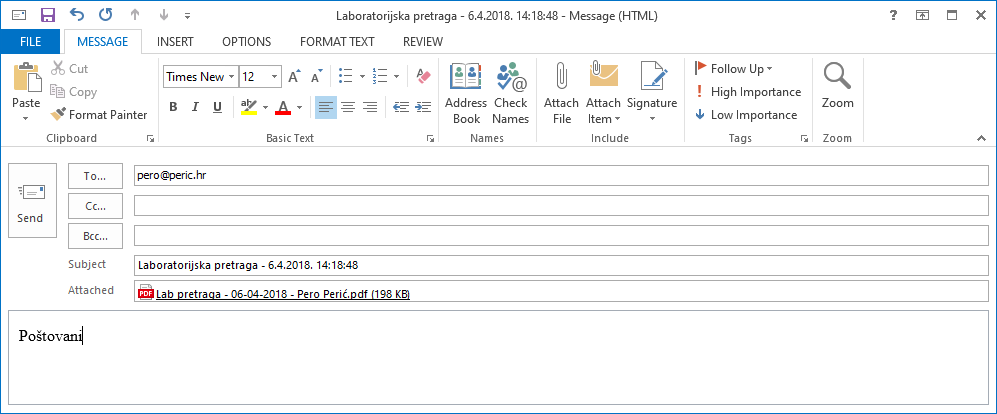 Laboratorijska pretraga - 6.4.2018. 14:18:48 - Message (HTML)
FILE MESSAGE INSERT OPTIONS FORMAT TEXT REVIEW
Paste
Cut
Copy
Format Painter
Clipboard
Times New 12
B I U
Basic Text
Address Book
Check Names
Names
Attach File
Attach Item
Signature
Include
Follow Up
High Importance
Low Importance
Tags
Zoom
Zoom
Send
To... pero@peric.hr
Cc...
Bcc...
Subject Laboratorijska pretraga - 6.4.2018. 14:18:48
Attached PDF Lab pretraga - 06-04-2018 - Pero Perić.pdf (198 KB)
Poštovani